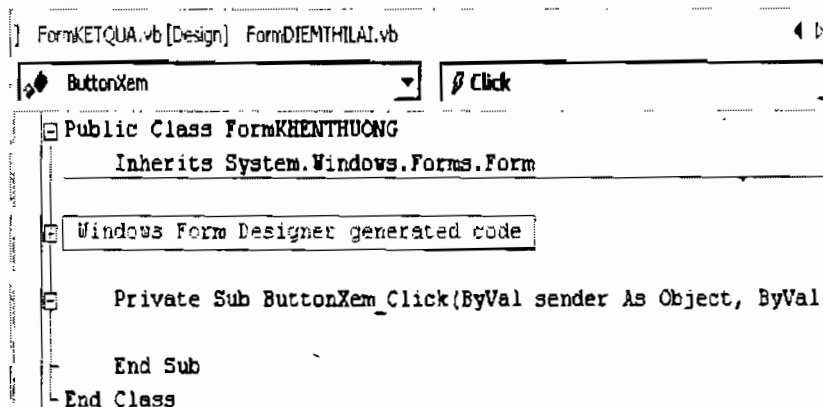 ] FormKETQUA.vb [Design] FormDIEMTHILAI.vb
ButtonXem Click
Public Class FormKHENTHUONG
Inherits System.Windows.Forms.Form
Windows Form Designer generated code
Private Sub ButtonXem_Click(ByVal sender As Object, ByVal
End Sub
End Class